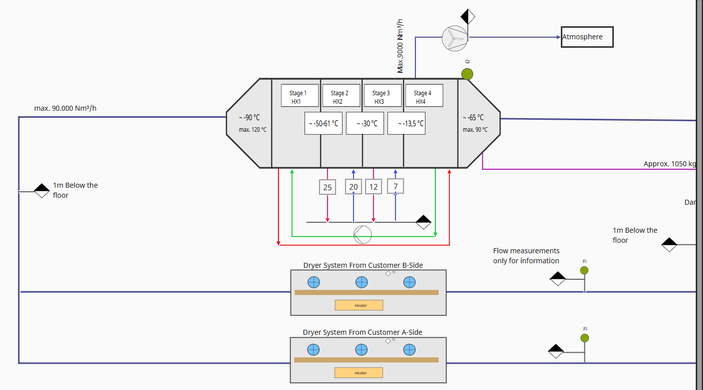 Max.9000 Nm³/h
Atmosphere
Stage 1
HX1
Stage 2
HX2
Stage 3
HX3
Stage 4
HX4
max. 90.000 Nm³/h
~ -90 °C
max. 120 °C
~ -50-61 °C
~ -30 °C
~ -13,5 °C
~ -65 °C
max. 90 °C
Approx. 1050 kg
1m Below the
floor
25
20
12
7
Dar
1m Below the
floor
Flow measurements
only for information
Dryer System From Customer B-Side
FI
Heater
Dryer System From Customer A-Side
FI
Heater